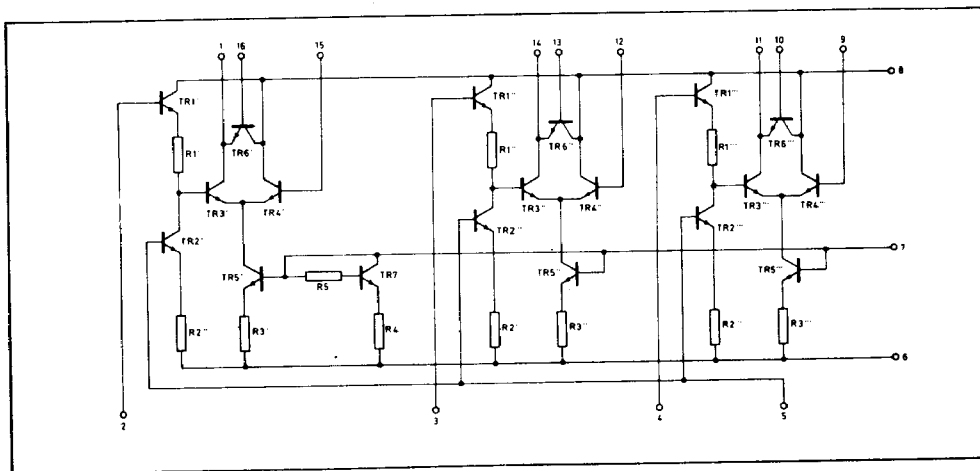 1 16 15 14 13 12 11 10 9
8
TR1' TR1'' TR1'''
R1' TR6' R1'' TR6'' R1''' TR6'''
TR3' TR4' TR3'' TR4'' TR3''' TR4'''
TR2' TR2'' TR2'''
7
TR5' R5 TR7 TR5'' TR5'''
R2''' R3' R4 R2' R3'' R2'' R3'''
6
2 3 4 5